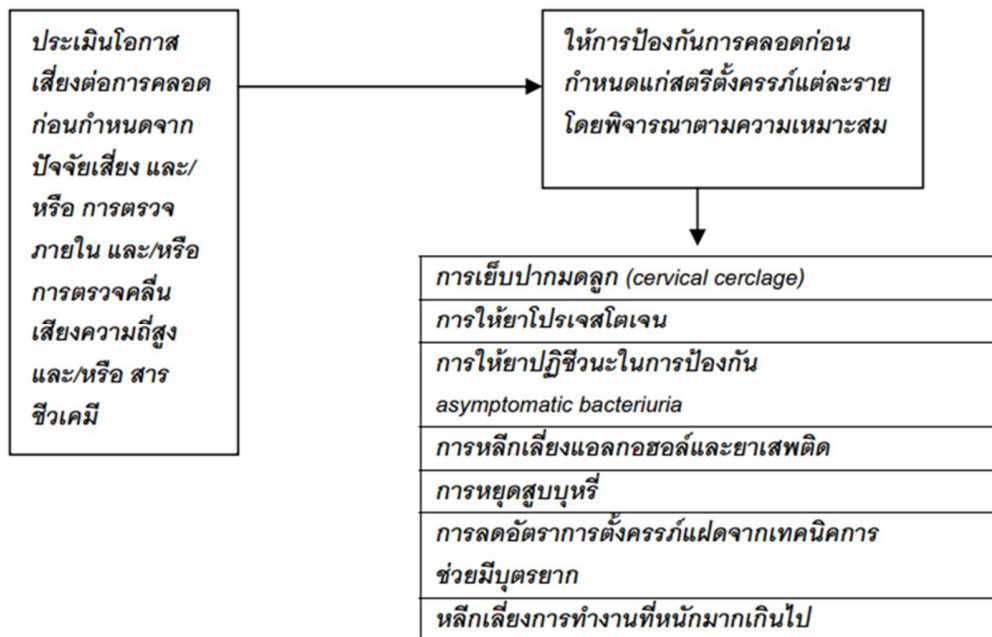 ประเมินโอกาส
เสี่ยงต่อการคลอด
ก่อนกำหนดจาก
ปัจจัยเสี่ยง และ/
หรือ การตรวจ
ภายใน และ/หรือ
การตรวจคลื่น
เสียงความถี่สูง
และ/หรือ สาร
ชีวเคมี
ให้การป้องกันการคลอดก่อน
กำหนดแก่สตรีตั้งครรภ์แต่ละราย
โดยพิจารณาตามความเหมาะสม
การเย็บปากมดลูก (cervical cerclage)
การให้ยาโปรเจสโตเจน
การให้ยาปฏิชีวนะในการป้องกัน
asymptomatic bacteriuria
การหลีกเลี่ยงแอลกอฮอล์และยาเสพติด
การหยุดสูบบุหรี่
การลดอัตราการตั้งครรภ์แฝดจากเทคนิคการ
ช่วยมีบุตรยาก
หลีกเลี่ยงการทำงานที่หนักมากเกินไป